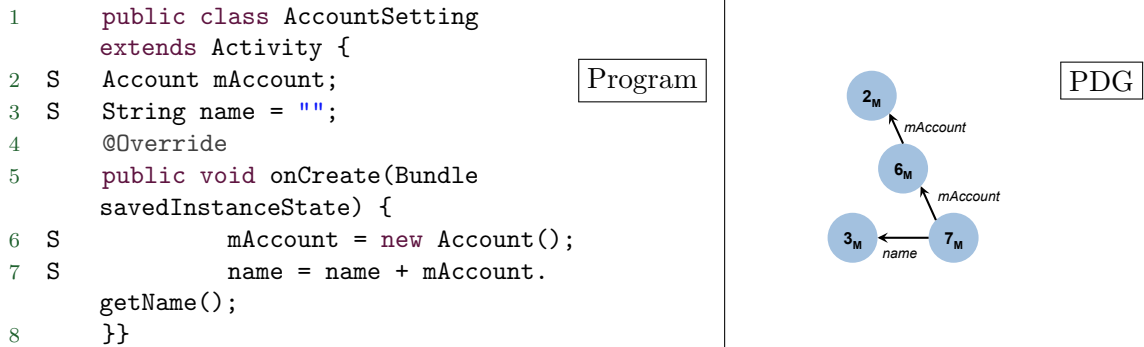 1 public class AccountSetting
extends Activity {
2 S Account mAccount;
3 S String name = "";
4 @Override
5 public void onCreate(Bundle
savedInstanceState) {
6 S mAccount = new Account();
7 S name = name + mAccount.
getName();
8 }}
Program
PDG
2M
mAccount
6M
mAccount
3M
name
7M